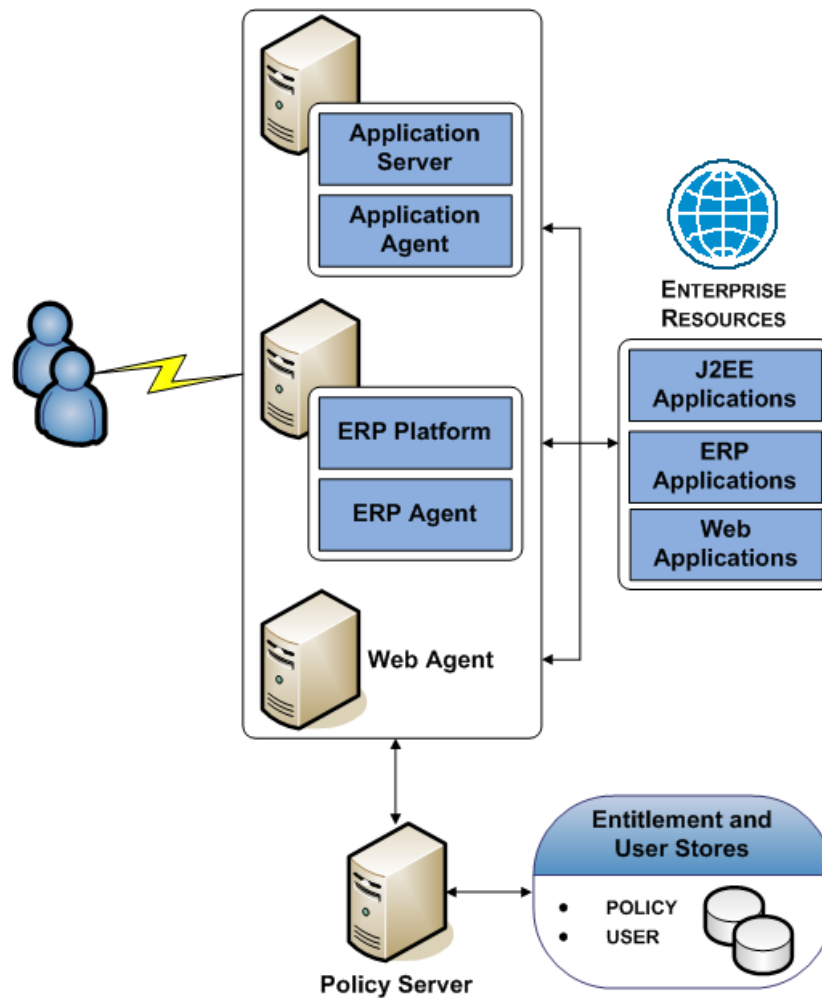 Application
Server
Application
Agent
ENTERPRISE
RESOURCES
J2EE
Applications
ERP Platform
ERP
Applications
ERP Agent
Web
Applications
Web Agent
Entitlement and
User Stores
• POLICY
• USER
Policy Server